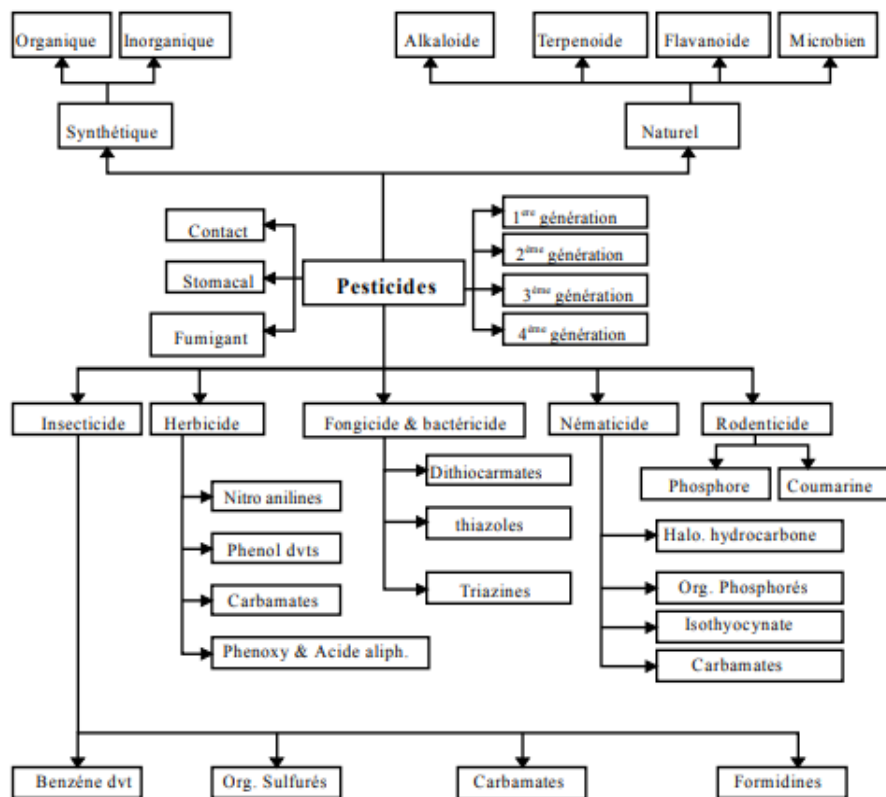 Organique
Inorganique
Alkaloide
Terpenoide
Flavanoide
Microbien
Synthétique
Naturel
Contact
Stomacal
Fumigant
Pesticides
1ere génération
2ème génération
3ème génération
4ème génération
Insecticide
Herbicide
Fongicide & bactéricide
Nématicide
Rodenticide
Phosphore
Coumarine
Nitro anilines
Phenol dvts
Carbamates
Phenoxy & Acide aliph.
Dithiocarmates
thiazoles
Triazines
Halo. hydrocarbone
Org. Phosphorés
Isothyocynate
Carbamates
Benzéne dvt
Org. Sulfurés
Carbamates
Formidines